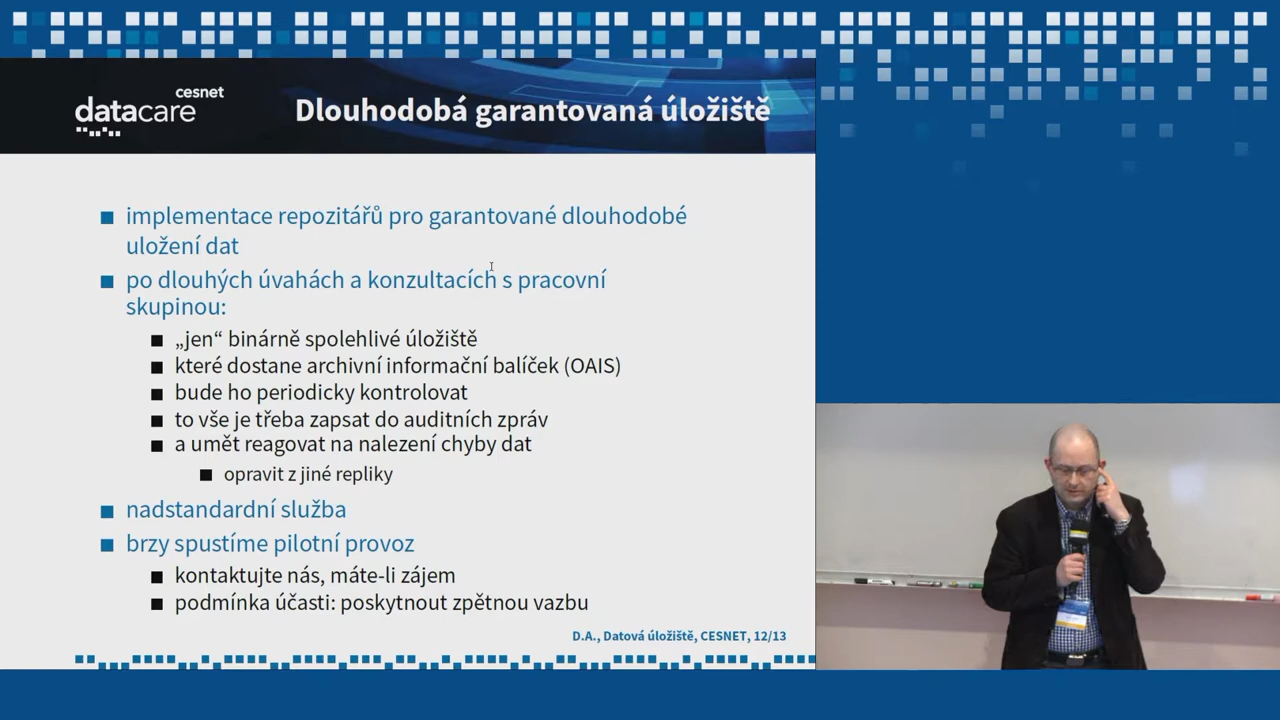 cesnet
datacare
Dlouhodobá garantovaná úložiště
implementace repozitářů pro garantované dlouhodobé
uložení dat
po dlouhých úvahách a konzultacích s pracovní
skupinou:
„jen“ binárně spolehlivé úložiště
které dostane archivní informační balíček (OAIS)
bude ho periodicky kontrolovat
to vše je třeba zapsat do auditních zpráv
a umět reagovat na nalezení chyby dat
opravit z jiné repliky
nadstandardní služba
brzy spustíme pilotní provoz
kontaktujte nás, máte-li zájem
podmínka účasti: poskytnout zpětnou vazbu
D.A., Datová úložiště, CESNET, 12/13